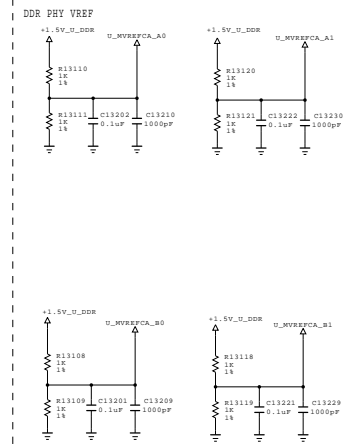 DDR PHY VREF
+1.5V_U_DDR
U_MVREFCA_A0
R13110
1K
1%
R13111
1K
1%
C13202
0.1uF
C13210
1000pF
+1.5V_U_DDR
U_MVREFCA_A1
R13120
1K
1%
R13121
1K
1%
C13222
0.1uF
C13230
1000pF
+1.5V_U_DDR
U_MVREFCA_B0
R13108
1K
1%
R13109
1K
1%
C13201
0.1uF
C13209
1000pF
+1.5V_U_DDR
U_MVREFCA_B1
R13118
1K
1%
R13119
1K
1%
C13221
0.1uF
C13229
1000pF